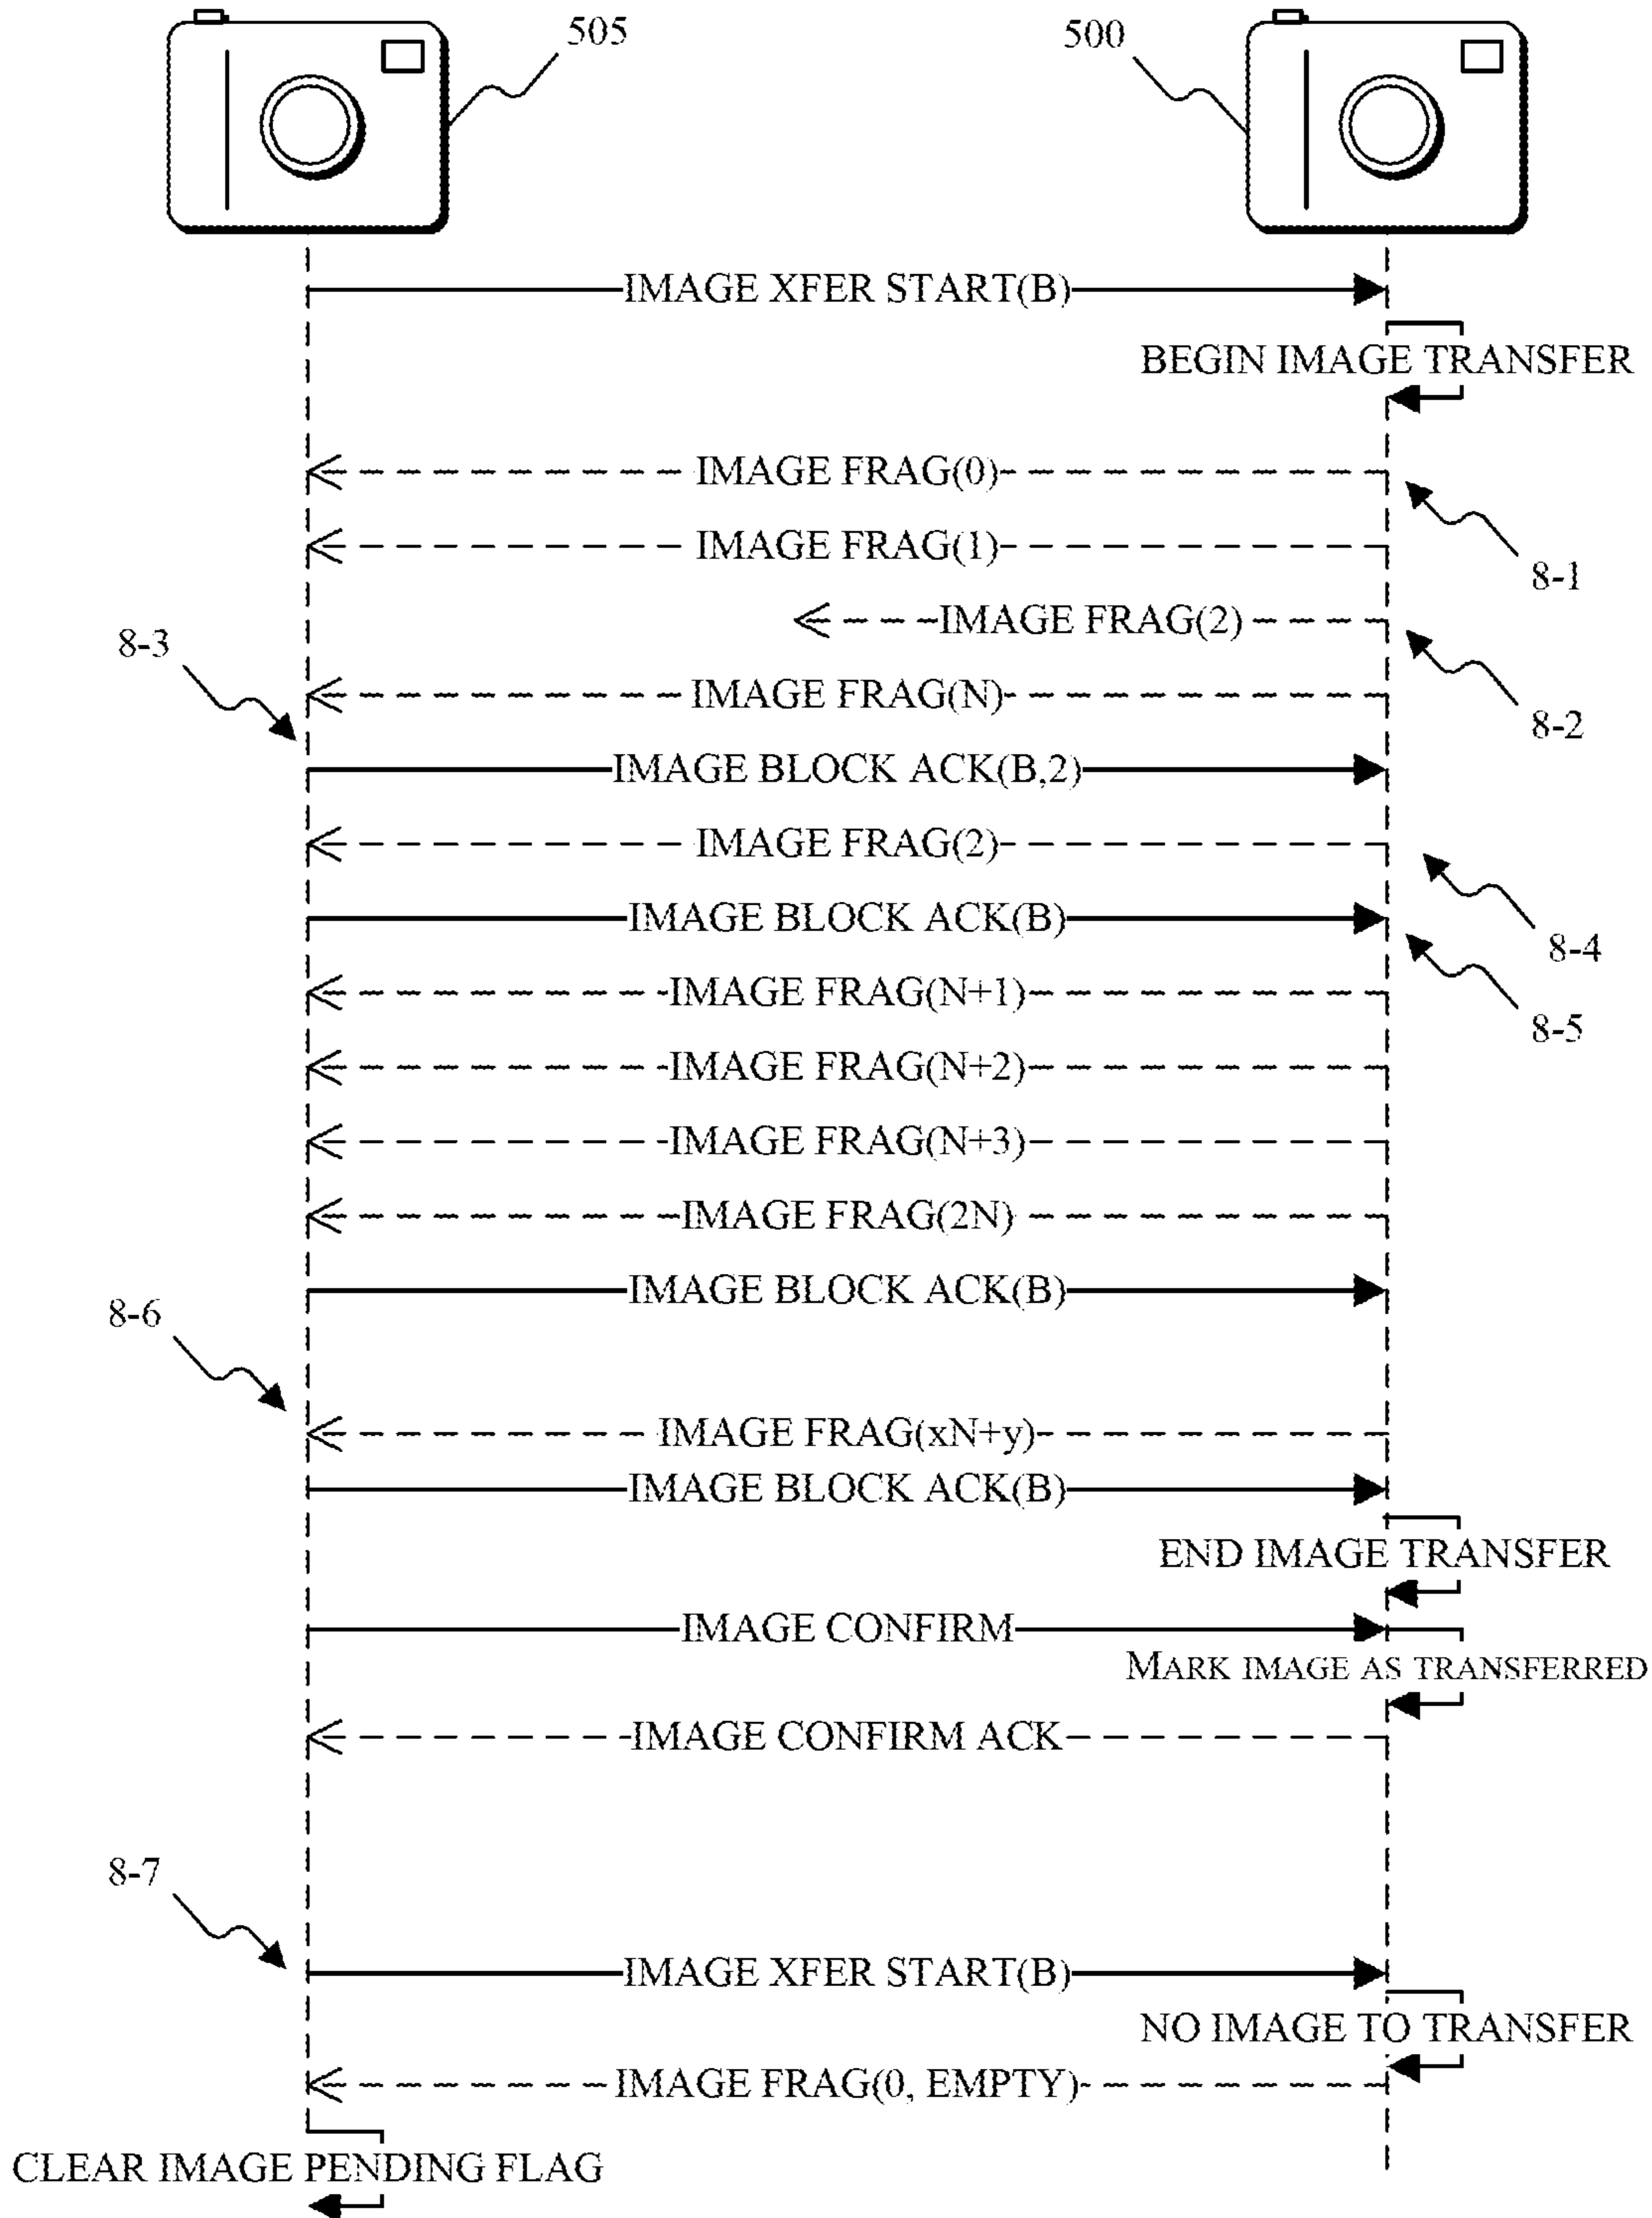 505
500
IMAGE XFER START(B)
BEGIN IMAGE TRANSFER
IMAGE FRAG(0)
IMAGE FRAG(1)
8-1
IMAGE FRAG(2)
8-3
IMAGE FRAG(N)
8-2
IMAGE BLOCK ACK(B,2)
IMAGE FRAG(2)
IMAGE BLOCK ACK(B)
8-4
IMAGE FRAG(N+1)
8-5
IMAGE FRAG(N+2)
IMAGE FRAG(N+3)
IMAGE FRAG(2N)
IMAGE BLOCK ACK(B)
8-6
IMAGE FRAG(xN+y)
IMAGE BLOCK ACK(B)
END IMAGE TRANSFER
IMAGE CONFIRM
MARK IMAGE AS TRANSFERRED
IMAGE CONFIRM ACK
8-7
IMAGE XFER START(B)
NO IMAGE TO TRANSFER
IMAGE FRAG(0, EMPTY)
CLEAR IMAGE PENDING FLAG